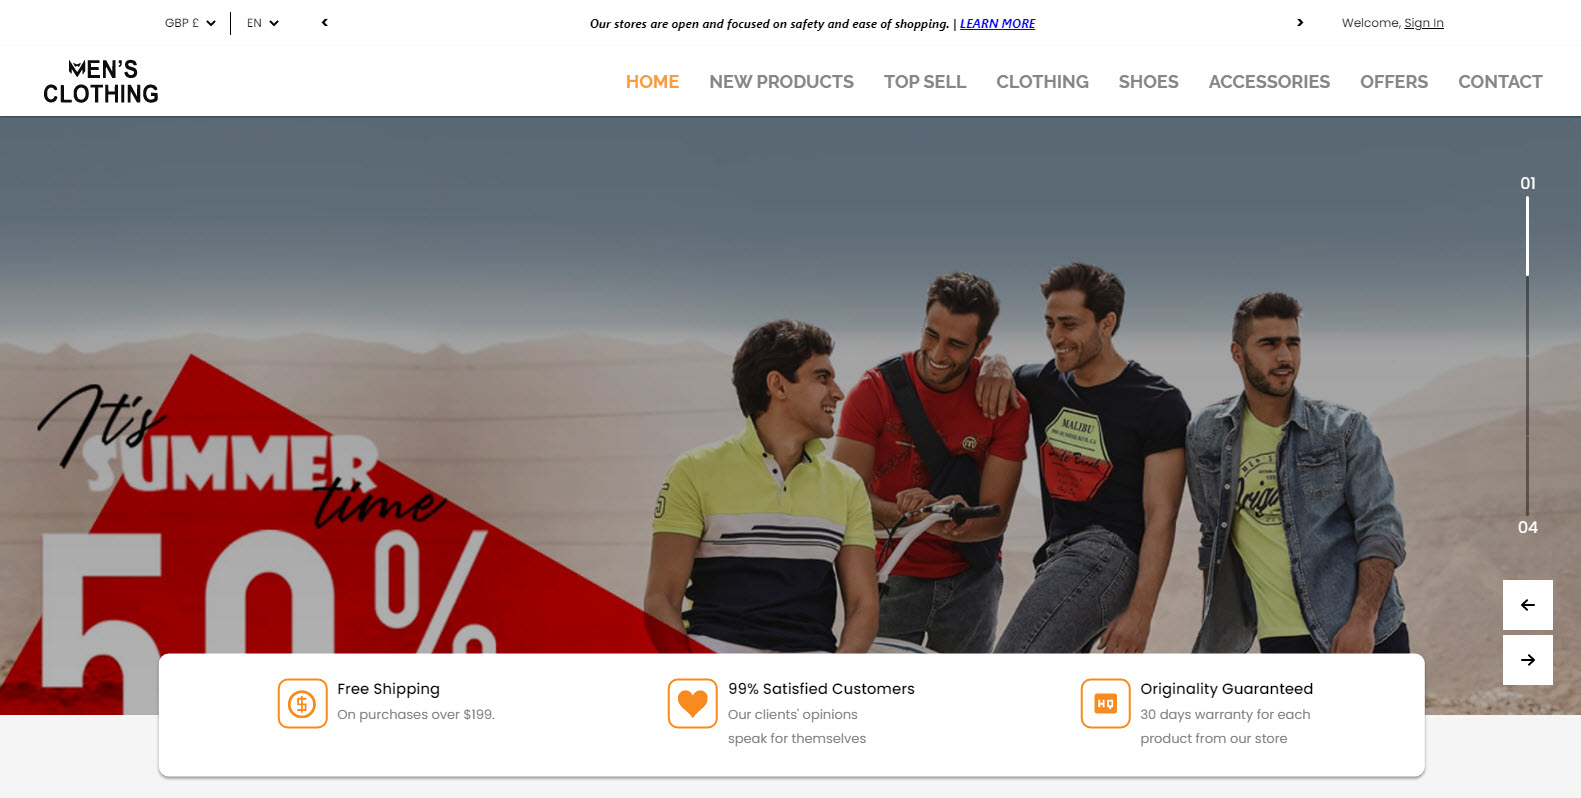 GBP £
EN
Our stores are open and focused on safety and ease of shopping. | LEARN MORE
Welcome, Sign In
MEN'S
CLOTHING
HOME
NEW PRODUCTS
TOP SELL
CLOTHING
SHOES
ACCESSORIES
OFFERS
CONTACT
01
It's
SUMMER
time
50%
MALIBU
04
Free Shipping
On purchases over $199.
99% Satisfied Customers
Our clients' opinions
speak for themselves
HQ
Originality Guaranteed
30 days warranty for each
product from our store